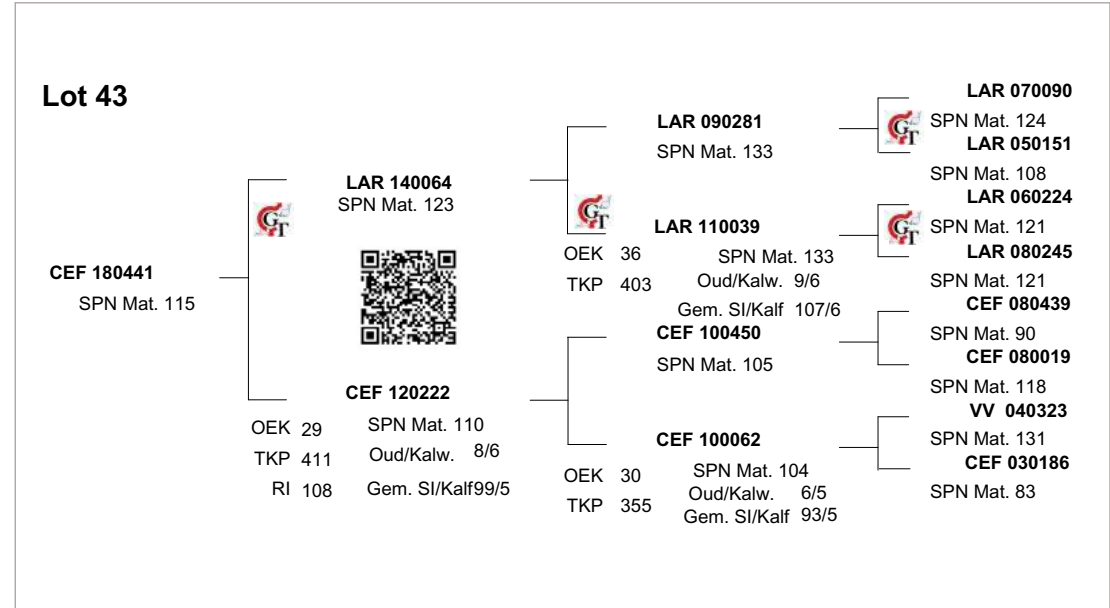 Lot 43
CEF 180441
SPN Mat. 115
LAR 140064
SPN Mat. 123
CEF 120222
OEK 29 SPN Mat. 110
TKP 411 Oud/Kalw. 8/6
RI 108 Gem. SI/Kalf99/5
LAR 090281
SPN Mat. 133
LAR 110039
OEK 36 SPN Mat. 133
TKP 403 Oud/Kalw. 9/6
Gem. SI/Kalf 107/6
CEF 100450
SPN Mat. 105
CEF 100062
OEK 30 SPN Mat. 104
TKP 355 Oud/Kalw. 6/5
Gem. SI/Kalf 93/5
LAR 070090
SPN Mat. 124
LAR 050151
SPN Mat. 108
LAR 060224
SPN Mat. 121
LAR 080245
SPN Mat. 121
CEF 080439
SPN Mat. 90
CEF 080019
SPN Mat. 118
VV 040323
SPN Mat. 131
CEF 030186
SPN Mat. 83
GT
GT
GT
GT